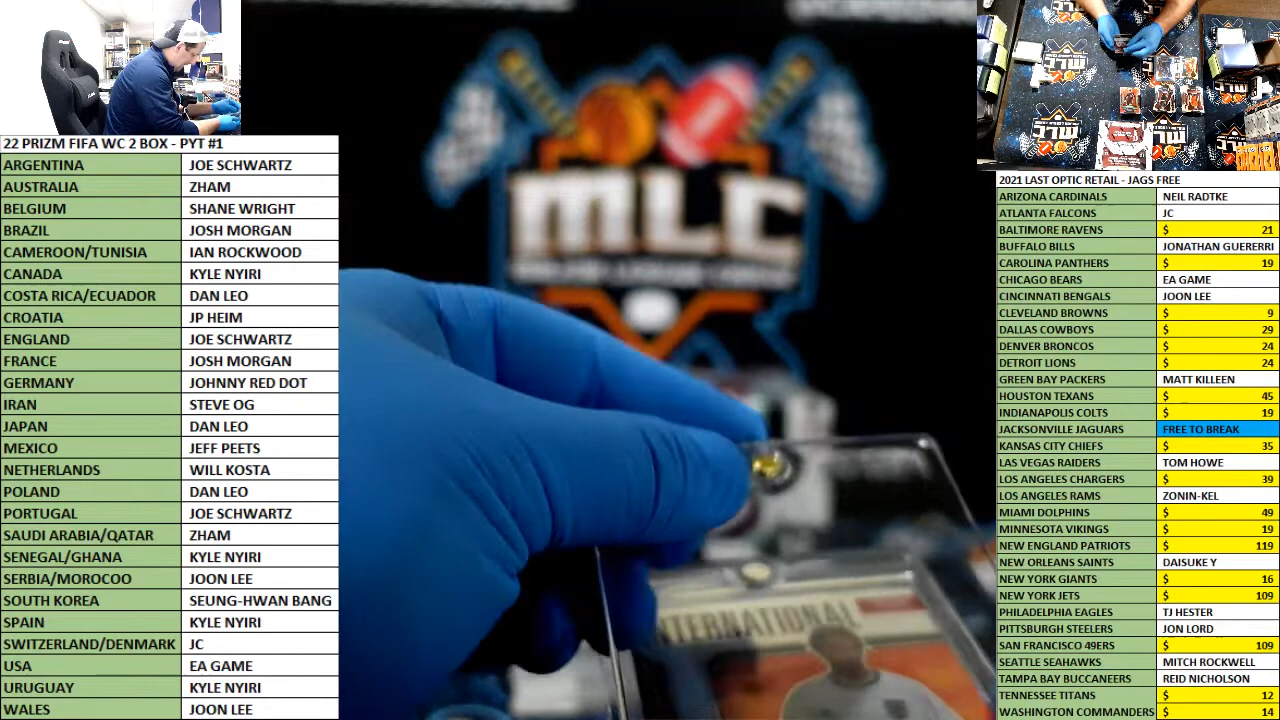 22 PRIZM FIFA WC 2 BOX - PYT #1
ARGENTINA JOE SCHWARTZ
AUSTRALIA ZHAM
BELGIUM SHANE WRIGHT
BRAZIL JOSH MORGAN
CAMEROON/TUNISIA IAN ROCKWOOD
CANADA KYLE NYIRI
COSTA RICA/ECUADOR DAN LEO
CROATIA JP HEIM
ENGLAND JOE SCHWARTZ
FRANCE JOSH MORGAN
GERMANY JOHNNY RED DOT
IRAN STEVE OG
JAPAN DAN LEO
MEXICO JEFF PEETS
NETHERLANDS WILL KOSTA
POLAND DAN LEO
PORTUGAL JOE SCHWARTZ
SAUDI ARABIA/QATAR ZHAM
SENEGAL/GHANA KYLE NYIRI
SERBIA/MOROCOO JOON LEE
SOUTH KOREA SEUNG-HWAN BANG
SPAIN KYLE NYIRI
SWITZERLAND/DENMARK JC
USA EA GAME
URUGUAY KYLE NYIRI
WALES JOON LEE
MLC
INTERNATIONAL
2021 LAST OPTIC RETAIL - JAGS FREE
ARIZONA CARDINALS NEIL RADTKE
ATLANTA FALCONS JC
BALTIMORE RAVENS $ 21
BUFFALO BILLS JONATHAN GUERERRI
CAROLINA PANTHERS $ 19
CHICAGO BEARS EA GAME
CINCINNATI BENGALS JOON LEE
CLEVELAND BROWNS $ 9
DALLAS COWBOYS $ 29
DENVER BRONCOS $ 24
DETROIT LIONS $ 24
GREEN BAY PACKERS MATT KILLEEN
HOUSTON TEXANS $ 45
INDIANAPOLIS COLTS $ 19
JACKSONVILLE JAGUARS FREE TO BREAK
KANSAS CITY CHIEFS $ 35
LAS VEGAS RAIDERS TOM HOWE
LOS ANGELES CHARGERS $ 39
LOS ANGELES RAMS ZONIN-KEL
MIAMI DOLPHINS $ 49
MINNESOTA VIKINGS $ 19
NEW ENGLAND PATRIOTS $ 119
NEW ORLEANS SAINTS DAISUKE Y
NEW YORK GIANTS $ 16
NEW YORK JETS $ 109
PHILADELPHIA EAGLES TJ HESTER
PITTSBURGH STEELERS JON LORD
SAN FRANCISCO 49ERS $ 109
SEATTLE SEAHAWKS MITCH ROCKWELL
TAMPA BAY BUCCANEERS REID NICHOLSON
TENNESSEE TITANS $ 12
WASHINGTON COMMANDERS $ 14